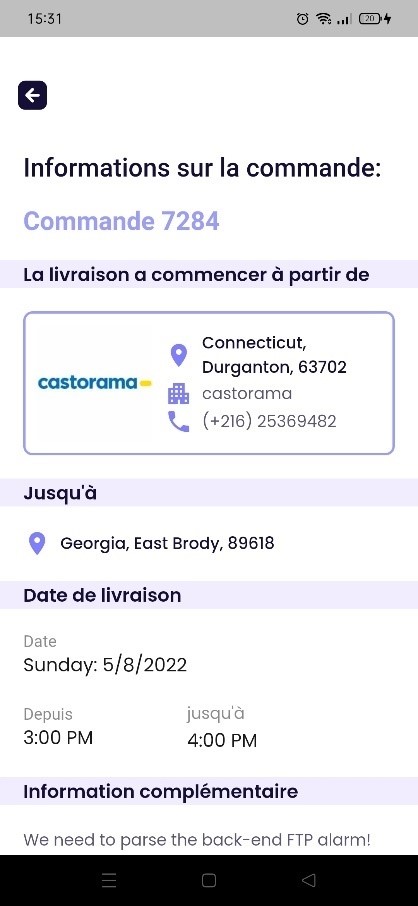 15:31
20
Informations sur la commande:
Commande 7284
La livraison a commencer à partir de
castorama
Connecticut,
Durganton, 63702
castorama
(+216) 25369482
Jusqu'à
Georgia, East Brody, 89618
Date de livraison
Date
Sunday: 5/8/2022
Depuis
jusqu'à
3:00 PM
4:00 PM
Information complémentaire
We need to parse the back-end FTP alarm!